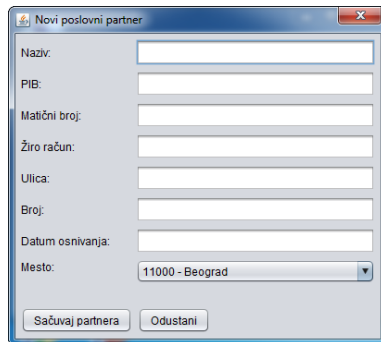 Novi poslovni partner
Naziv:
PIB:
Matični broj:
Žiro račun:
Ulica:
Broj:
Datum osnivanja:
Mesto: 11000 - Beograd
Sačuvaj partnera Odustani